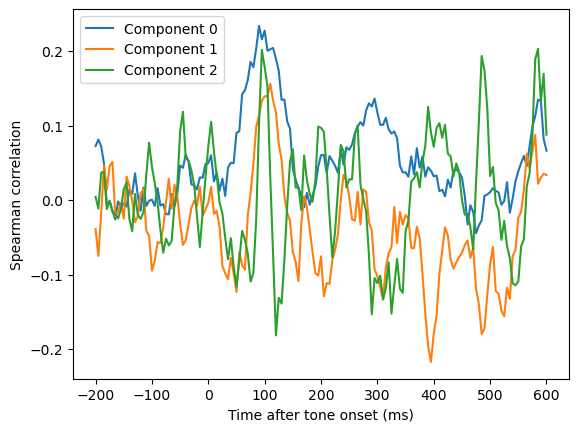 Component 0
Component 1
Component 2
Spearman correlation
0.2
0.1
0.0
−0.1
−0.2
−200
−100
0
100
200
300
400
500
600
Time after tone onset (ms)